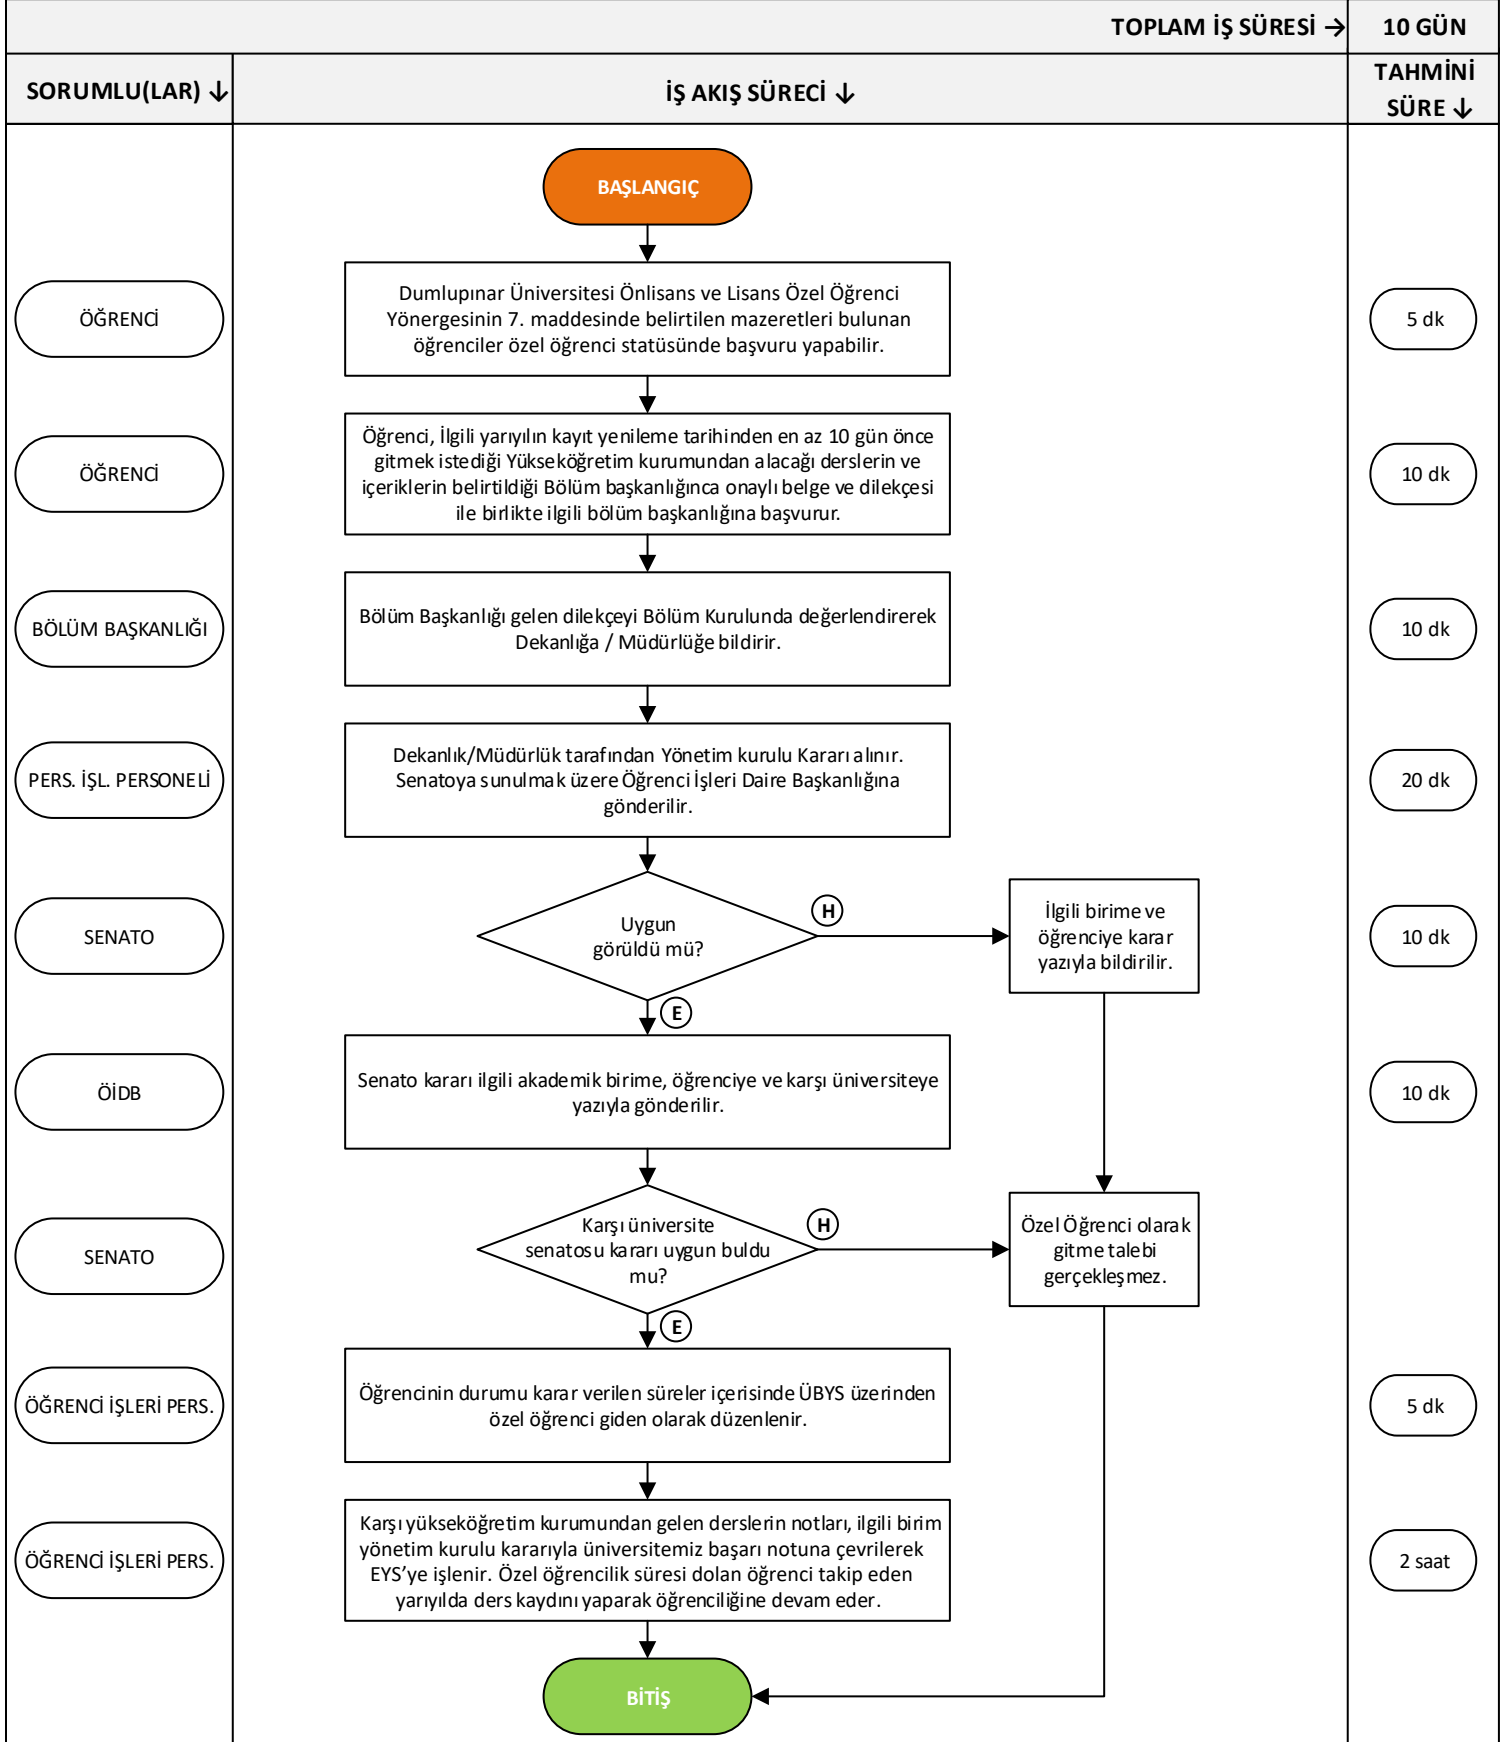 TOPLAM İŞ SÜRESİ →
10 GÜN
SORUMLU(LAR) ↓
İŞ AKIŞ SÜRECİ ↓
TAHMİNİ
SÜRE ↓
BAŞLANGIÇ
ÖĞRENCİ
Dumlupınar Üniversitesi Önlisans ve Lisans Özel Öğrenci
Yönergesinin 7. maddesinde belirtilen mazeretleri bulunan
öğrenciler özel öğrenci statüsünde başvuru yapabilir.
5 dk
ÖĞRENCİ
Öğrenci, İlgili yarıyılın kayıt yenileme tarihinden en az 10 gün önce
gitmek istediği Yükseköğretim kurumundan alacağı derslerin ve
içeriklerin belirtildiği Bölüm başkanlığınca onaylı belge ve dilekçesi
ile birlikte ilgili bölüm başkanlığına başvurur.
10 dk
BÖLÜM BAŞKANLIĞI
Bölüm Başkanlığı gelen dilekçeyi Bölüm Kurulunda değerlendirerek
Dekanlığa / Müdürlüğe bildirir.
10 dk
PERS. İŞL. PERSONELİ
Dekanlık/Müdürlük tarafından Yönetim kurulu Kararı alınır.
Senatoya sunulmak üzere Öğrenci İşleri Daire Başkanlığına
gönderilir.
20 dk
SENATO
Uygun
görüldü mü?
H
İlgili birime ve
öğrenciye karar
yazıyla bildirilir.
10 dk
E
ÖİDB
Senato kararı ilgili akademik birime, öğrenciye ve karşı üniversiteye
yazıyla gönderilir.
10 dk
SENATO
Karşı üniversite
senatosu kararı uygun buldu
mu?
H
Özel Öğrenci olarak
gitme talebi
gerçekleşmez.
E
ÖĞRENCİ İŞLERİ PERS.
Öğrencinin durumu karar verilen süreler içerisinde ÜBYS üzerinden
özel öğrenci giden olarak düzenlenir.
5 dk
ÖĞRENCİ İŞLERİ PERS.
Karşı yükseköğretim kurumundan gelen derslerin notları, ilgili birim
yönetim kurulu kararıyla üniversitemiz başarı notuna çevrilerek
EYS'ye işlenir. Özel öğrencilik süresi dolan öğrenci takip eden
yarıyılda ders kaydını yaparak öğrenciliğine devam eder.
2 saat
BİTİŞ